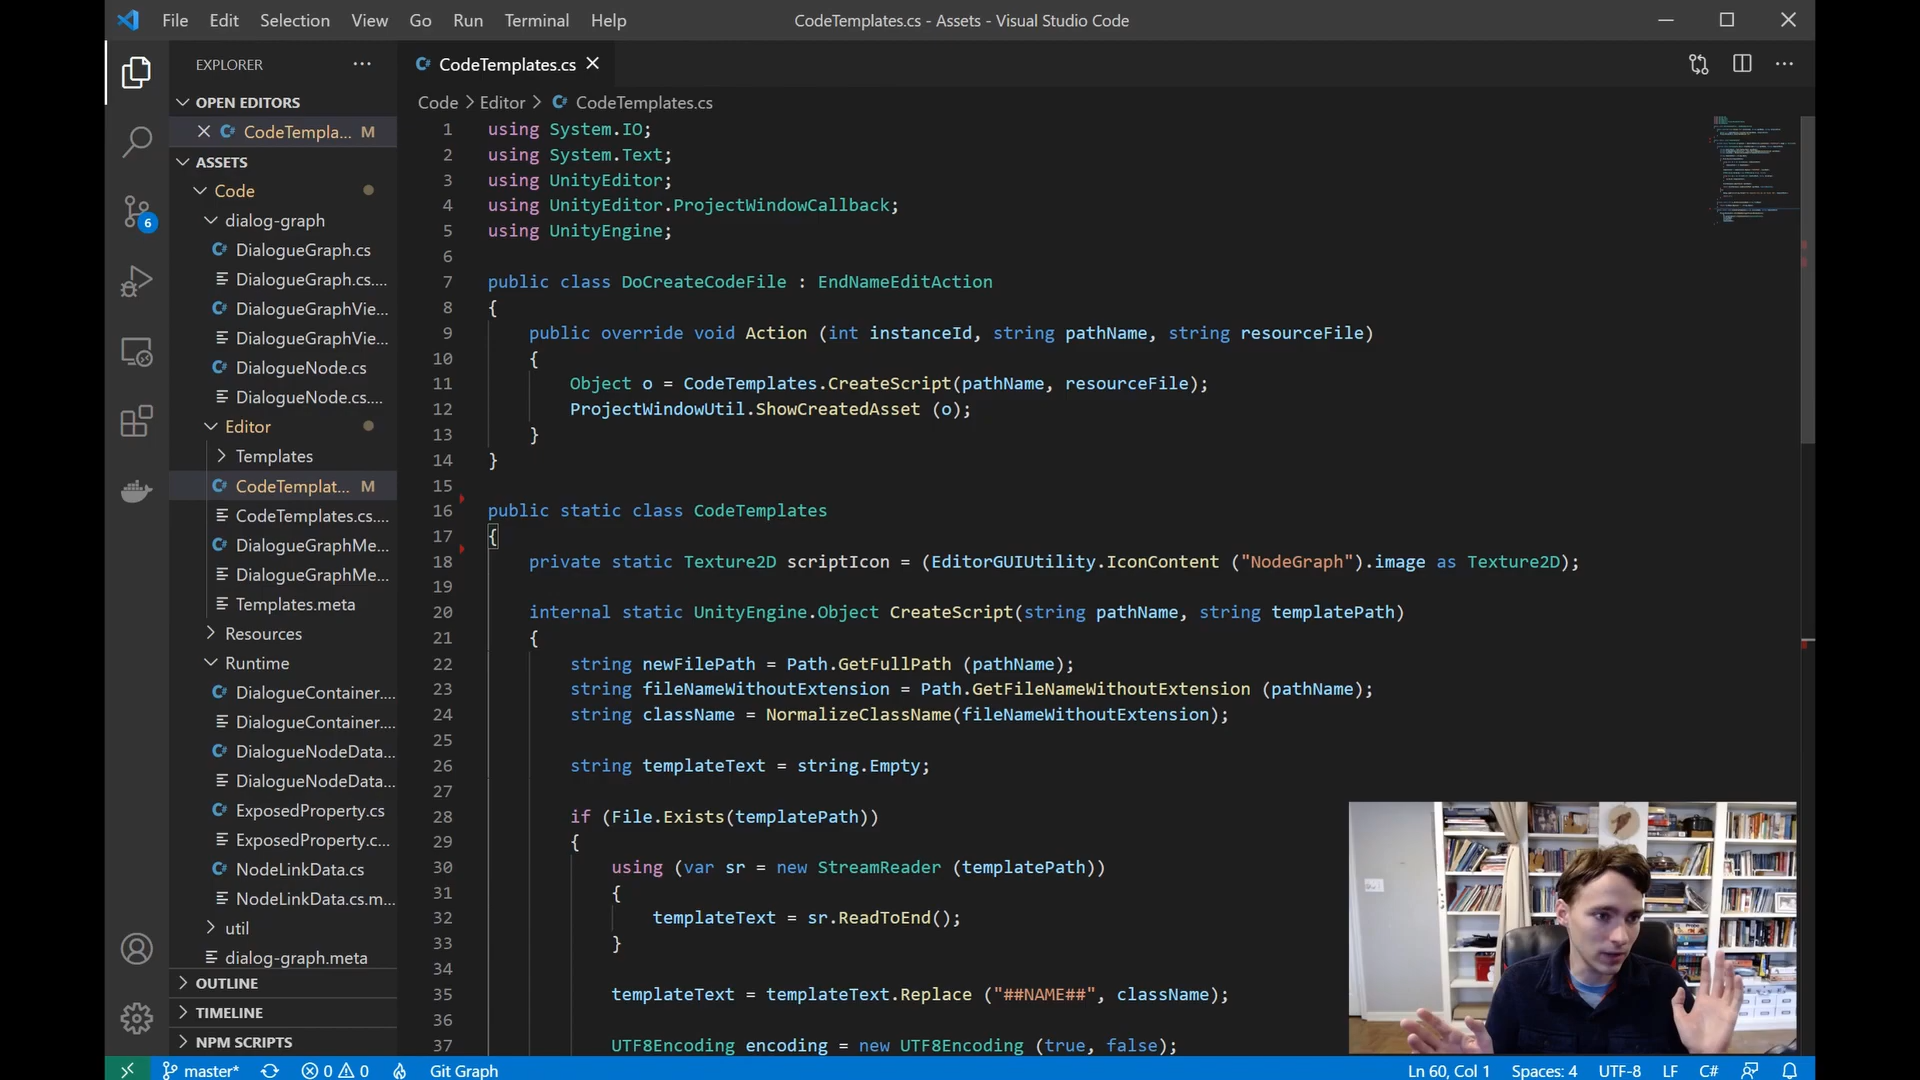 File Edit Selection View Go Run Terminal Help
CodeTemplates.cs - Assets - Visual Studio Code
EXPLORER
OPEN EDITORS
CodeTempla... M
ASSETS
Code
dialog-graph
DialogueGraph.cs
DialogueGraph.cs....
DialogueGraphVie...
DialogueGraphVie...
DialogueNode.cs
DialogueNode.cs....
Editor
Templates
CodeTemplat... M
CodeTemplates.cs....
DialogueGraphMe...
DialogueGraphMe...
Templates.meta
Resources
Runtime
DialogueContainer....
DialogueContainer....
DialogueNodeData...
DialogueNodeData...
ExposedProperty.cs
ExposedProperty.c...
NodeLinkData.cs
NodeLinkData.cs.m...
util
dialog-graph.meta
OUTLINE
TIMELINE
NPM SCRIPTS
6
CodeTemplates.cs
Code > Editor > CodeTemplates.cs
1 using System.IO;
2 using System.Text;
3 using UnityEditor;
4 using UnityEditor.ProjectWindowCallback;
5 using UnityEngine;
6
7 public class DoCreateCodeFile : EndNameEditAction
8 {
9 public override void Action (int instanceId, string pathName, string resourceFile)
10 {
11 Object o = CodeTemplates.CreateScript(pathName, resourceFile);
12 ProjectWindowUtil.ShowCreatedAsset (o);
13 }
14 }
15
16 public static class CodeTemplates
17 {
18 private static Texture2D scriptIcon = (EditorGUIUtility.IconContent ("NodeGraph").image as Texture2D);
19
20 internal static UnityEngine.Object CreateScript(string pathName, string templatePath)
21 {
22 string newFilePath = Path.GetFullPath (pathName);
23 string fileNameWithoutExtension = Path.GetFileNameWithoutExtension (pathName);
24 string className = NormalizeClassName(fileNameWithoutExtension);
25
26 string templateText = string.Empty;
27
28 if (File.Exists(templatePath))
29 {
30 using (var sr = new StreamReader (templatePath))
31 {
32 templateText = sr.ReadToEnd();
33 }
34
35 templateText = templateText.Replace ("##NAME##", className);
36
37 UTF8Encoding encoding = new UTF8Encoding (true, false);
master* 0 0 Git Graph
Ln 60, Col 1 Spaces: 4 UTF-8 LF C#